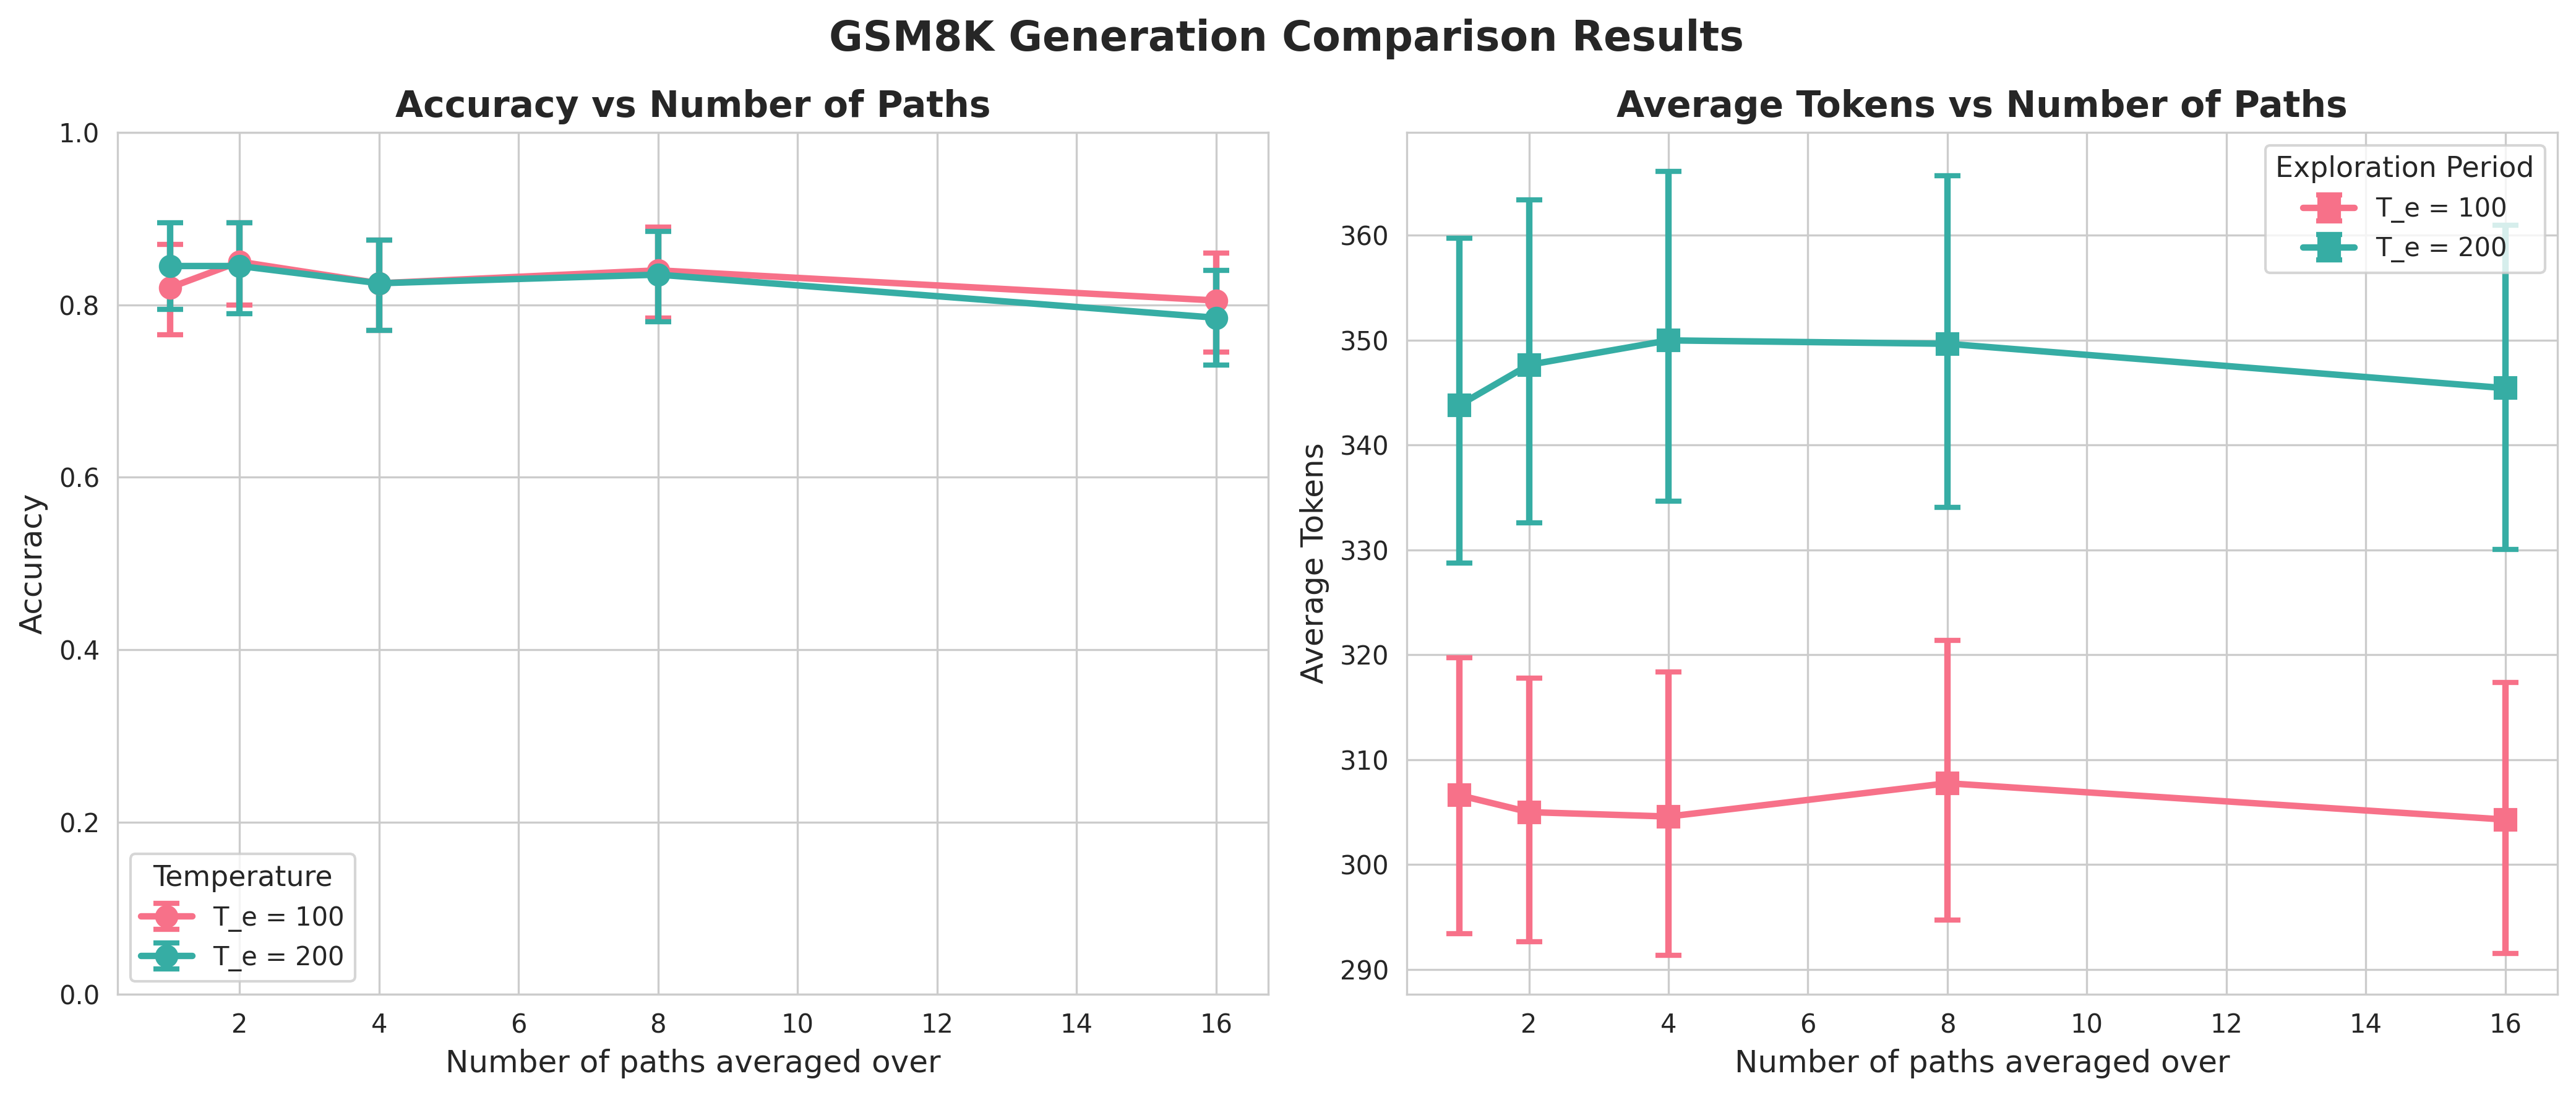 GSM8K Generation Comparison Results
Accuracy vs Number of Paths
1.0
0.8
0.6
0.4
0.2
0.0
Accuracy
Temperature
T_e = 100
T_e = 200
2 4 6 8 10 12 14 16
Number of paths averaged over
Average Tokens vs Number of Paths
360
350
340
330
320
310
300
290
Average Tokens
Exploration Period
T_e = 100
T_e = 200
2 4 6 8 10 12 14 16
Number of paths averaged over